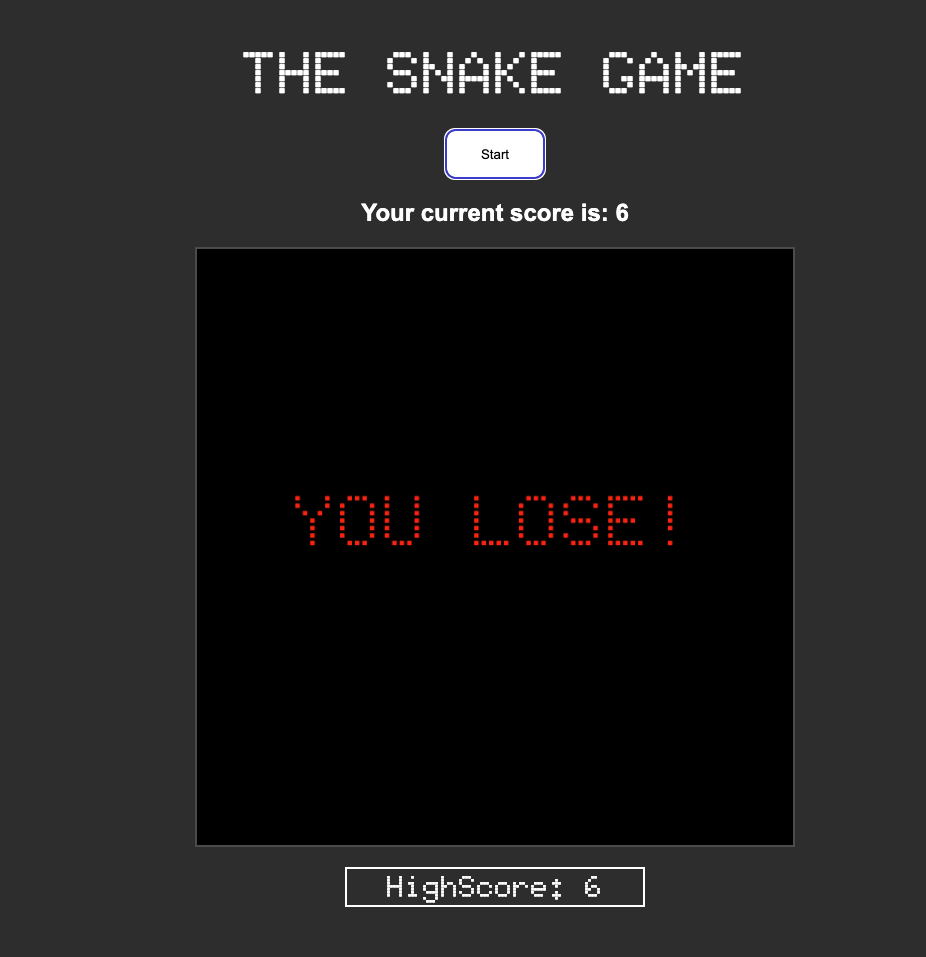 THE SNAKE GAME
Start
Your current score is: 6
YOU LOSE!
HighScore: 6